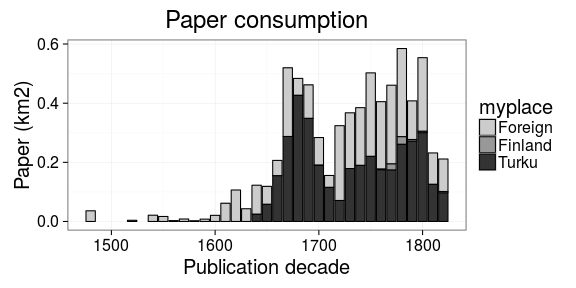 Paper consumption
0.6
0.4
0.2
0.0
Paper (km2)
1500 1600 1700 1800
Publication decade
myplace
Foreign
Finland
Turku